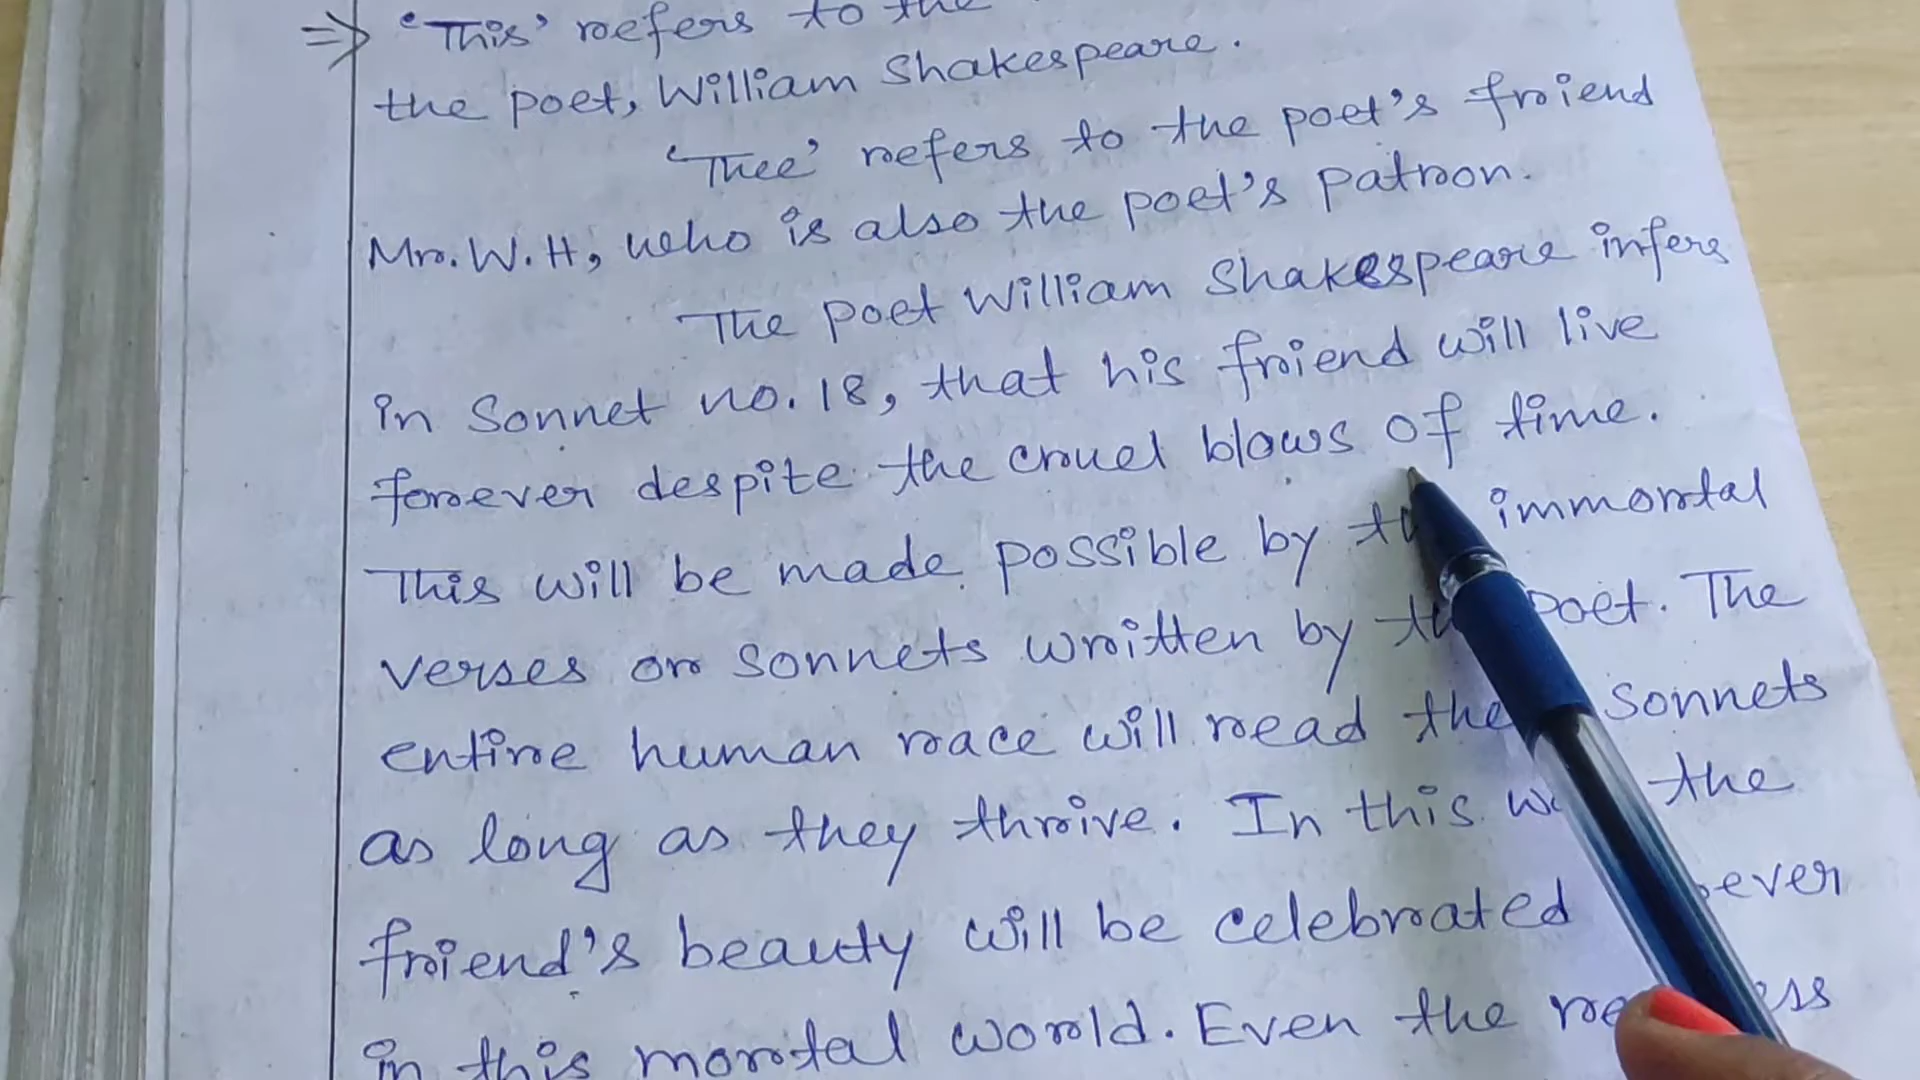 ⇒ 'This' refers to the
the poet, William Shakespeare.
'Thee' refers to the poet's friend
Mr. W.H, who is also the poet's patron.
The poet William Shakespeare infers
in Sonnet no. 18, that his friend will live
forever despite the cruel blows of time.
This will be made possible by the immortal
verses or sonnets written by the poet. The
entire human race will read the sonnets
as long as they thrive. In this the
friend's beauty will be celebrated
in this mortal world. Even the